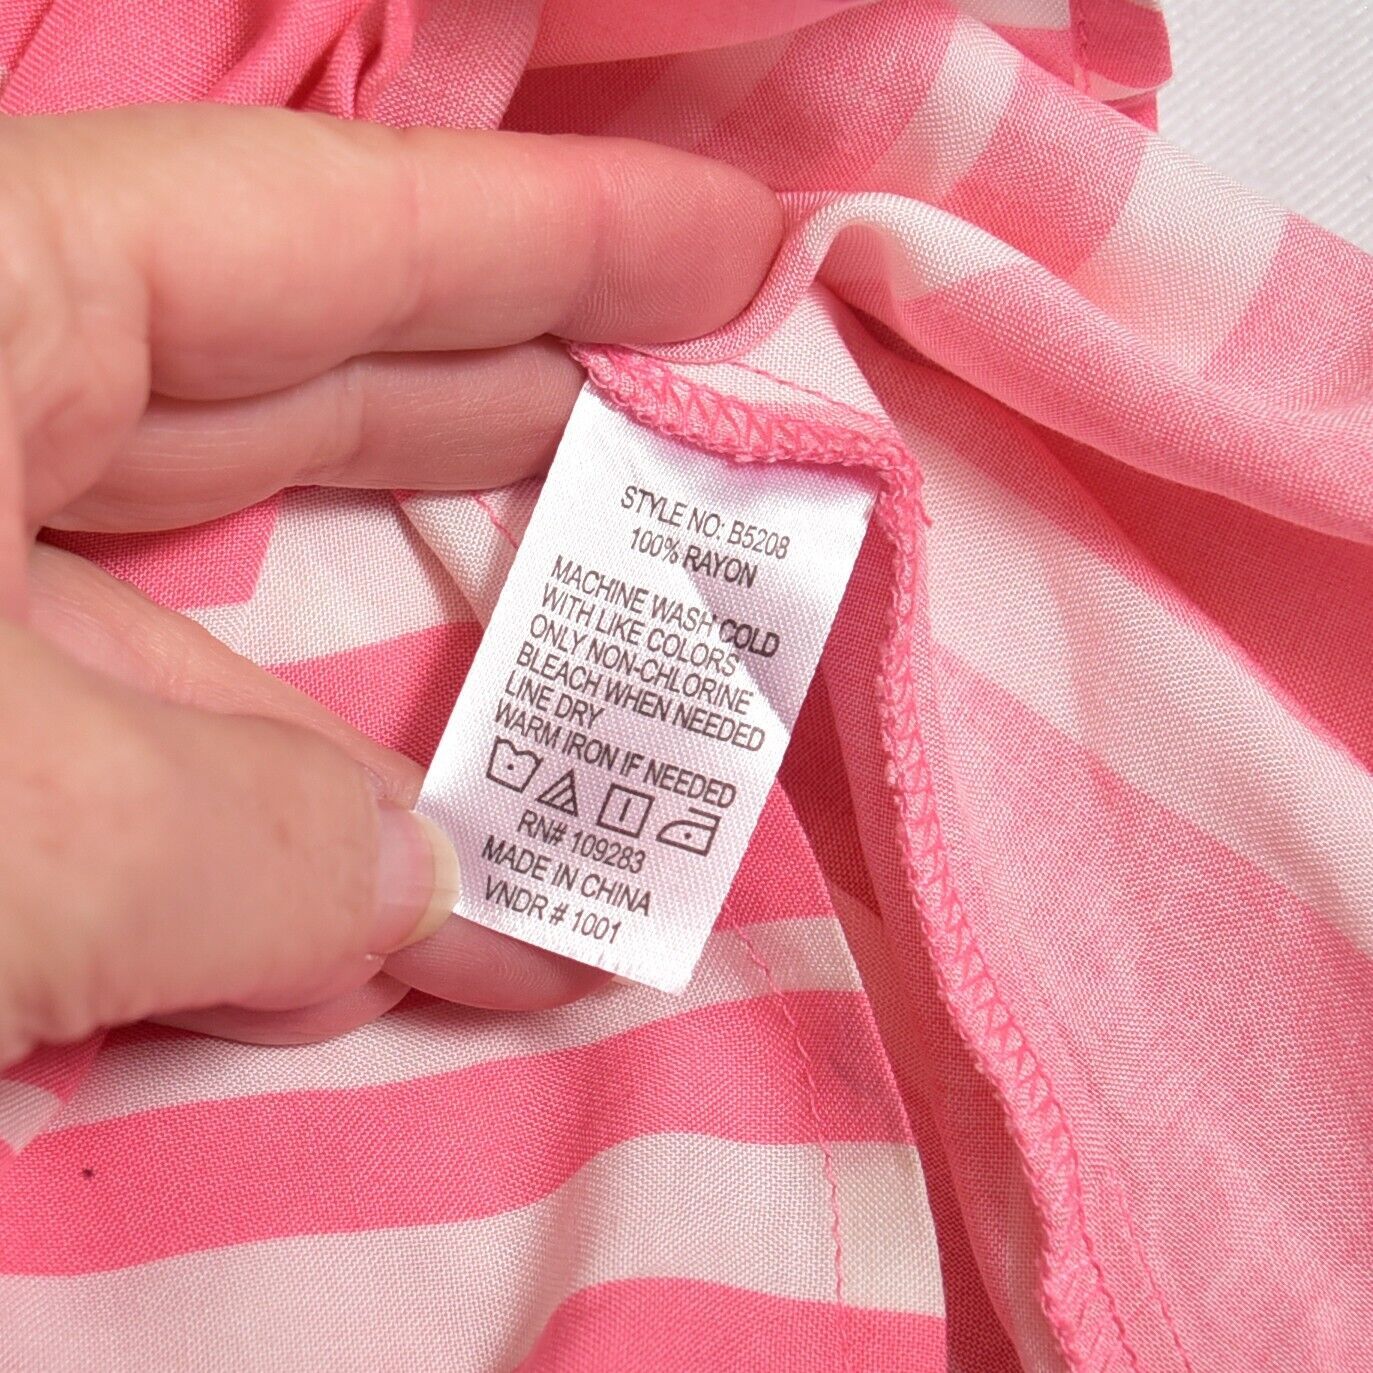 STYLE NO: B5208
100% RAYON
MACHINE WASH COLD
WITH LIKE COLORS
ONLY NON-CHLORINE
BLEACH WHEN NEEDED
LINE DRY
WARM IRON IF NEEDED
RN# 109283
MADE IN CHINA
VNDR # 1001